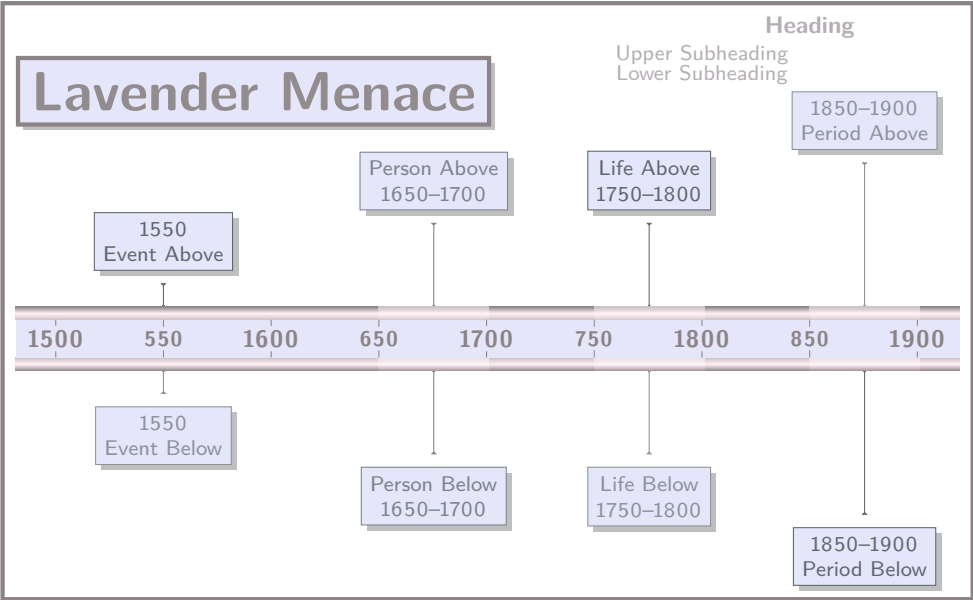 Heading
Upper Subheading
Lower Subheading
Lavender Menace
1850–1900
Period Above
Person Above
1650–1700
Life Above
1750–1800
1550
Event Above
1500 550 1600 650 1700 750 1800 850 1900
1550
Event Below
Person Below
1650–1700
Life Below
1750–1800
1850–1900
Period Below